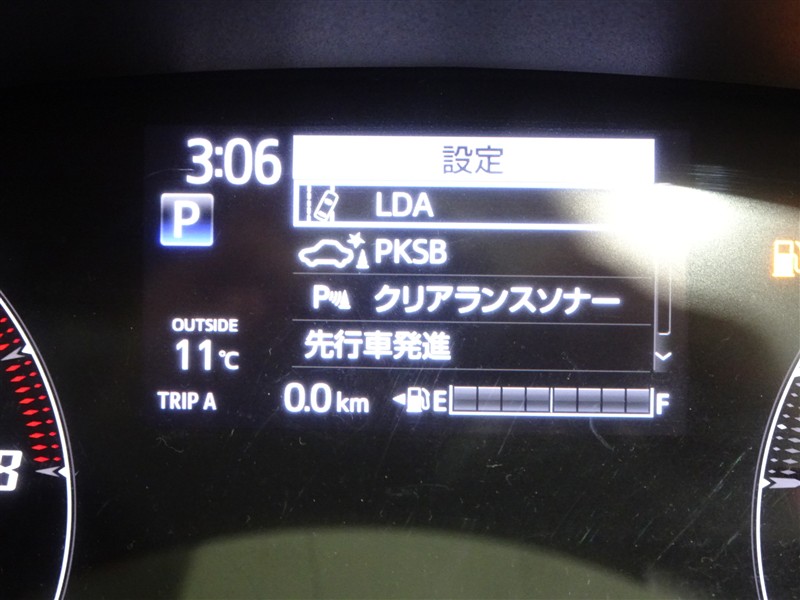 3:06
設定
P
LDA
PKSB
P クリアランスソナー
先行車発進
OUTSIDE
11℃
TRIP A 0.0 km E F
8